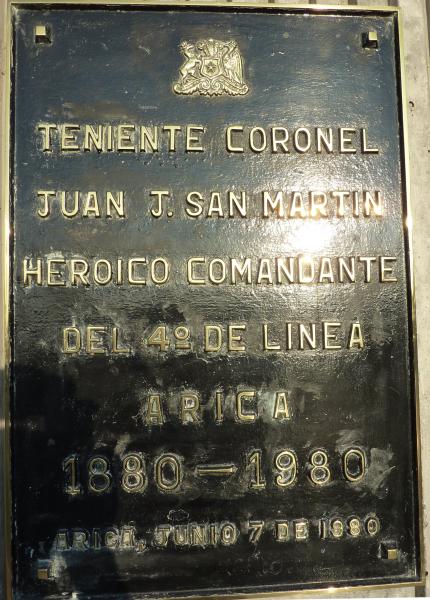 TENIENTE CORONEL
JUAN J. SAN MARTIN
HEROICO COMANDANTE
DEL 4º DE LINEA
ARICA
1880-1980
ARICA, JUNIO 7 DE 1980